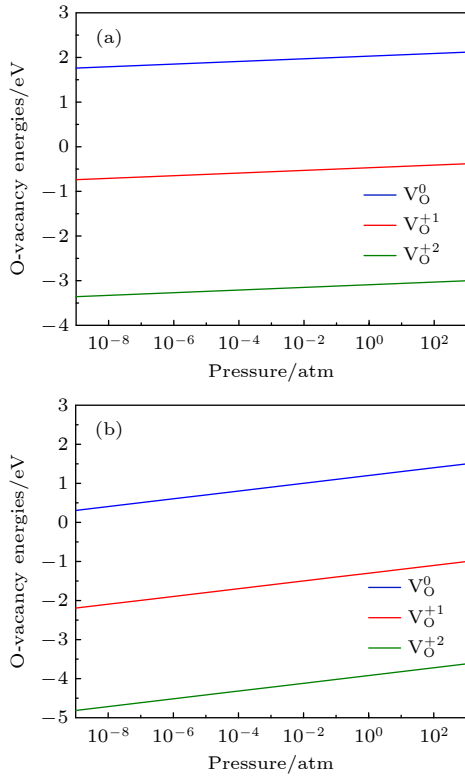 3
(a)
2
1
0
−1
−2
−3
−4
O-vacancy energies/eV
V_O^0
V_O^{+1}
V_O^{+2}
10^{−8} 10^{−6} 10^{−4} 10^{−2} 10^0 10^2
Pressure/atm
3
(b)
2
1
0
−1
−2
−3
−4
−5
O-vacancy energies/eV
V_O^0
V_O^{+1}
V_O^{+2}
10^{−8} 10^{−6} 10^{−4} 10^{−2} 10^0 10^2
Pressure/atm